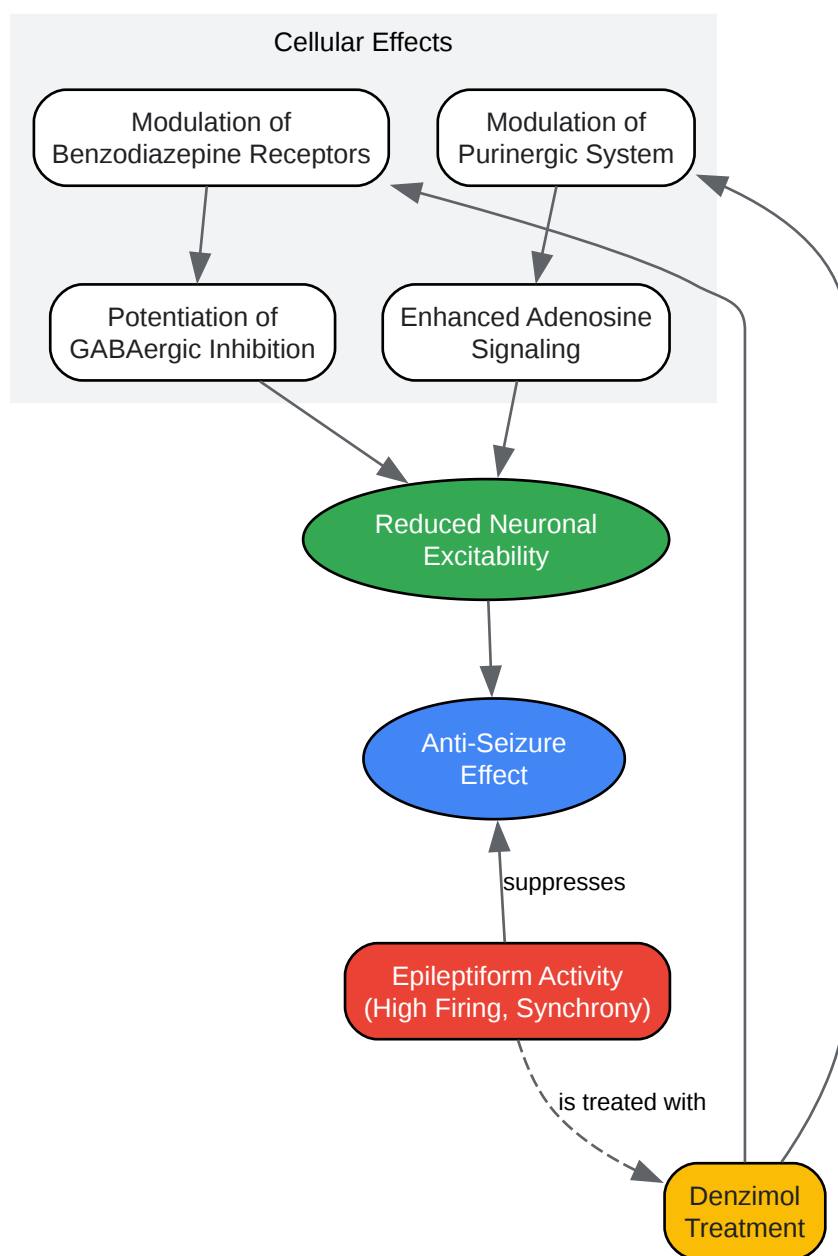 Cellular Effects
Modulation of
Benzodiazepine Receptors
Modulation of
Purinergic System
Potentiation of
GABAergic Inhibition
Enhanced Adenosine
Signaling
Reduced Neuronal
Excitability
Anti-Seizure
Effect
suppresses
Epileptiform Activity
(High Firing, Synchrony)
is treated with
Denzimol
Treatment